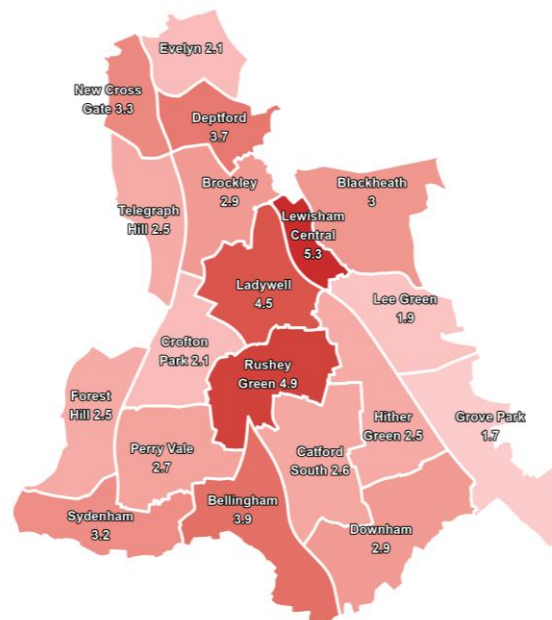 Evelyn 2.1
New Cross
Gate 3.3
Deptford
3.7
Brockley
2.9
Blackheath
3
Telegraph
Hill 2.5
Lewisham
Central
5.3
Ladywell
4.5
Lee Green
1.9
Crofton
Park 2.1
Rushey
Green 4.9
Forest
Hill 2.5
Hither
Green 2.5
Grove Park
1.7
Perry Vale
2.7
Catford
South 2.6
Bellingham
3.9
Sydenham
3.2
Downham
2.9